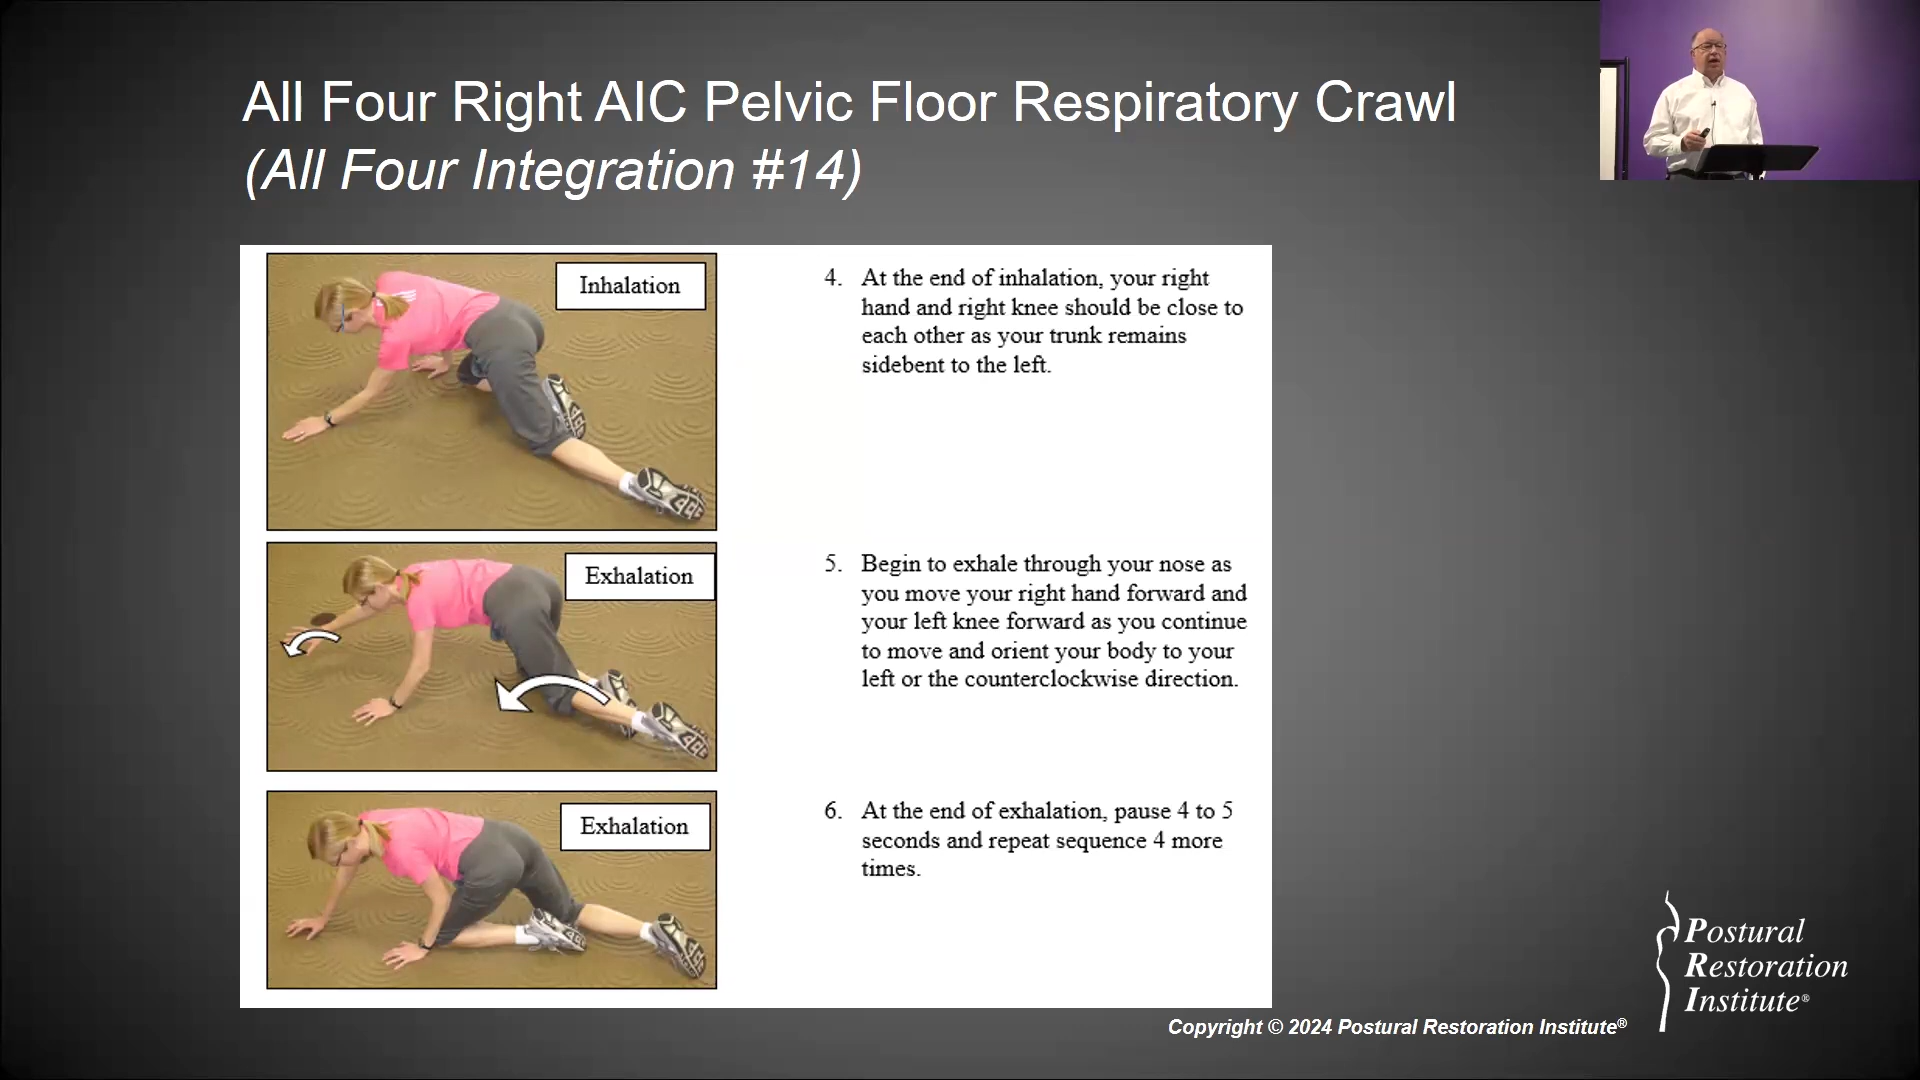 All Four Right AIC Pelvic Floor Respiratory Crawl
(All Four Integration #14)
Inhalation
4. At the end of inhalation, your right
hand and right knee should be close to
each other as your trunk remains
sidebent to the left.
Exhalation
5. Begin to exhale through your nose as
you move your right hand forward and
your left knee forward as you continue
to move and orient your body to your
left or the counterclockwise direction.
Exhalation
6. At the end of exhalation, pause 4 to 5
seconds and repeat sequence 4 more
times.
Postural
Restoration
Institute®
Copyright © 2024 Postural Restoration Institute®